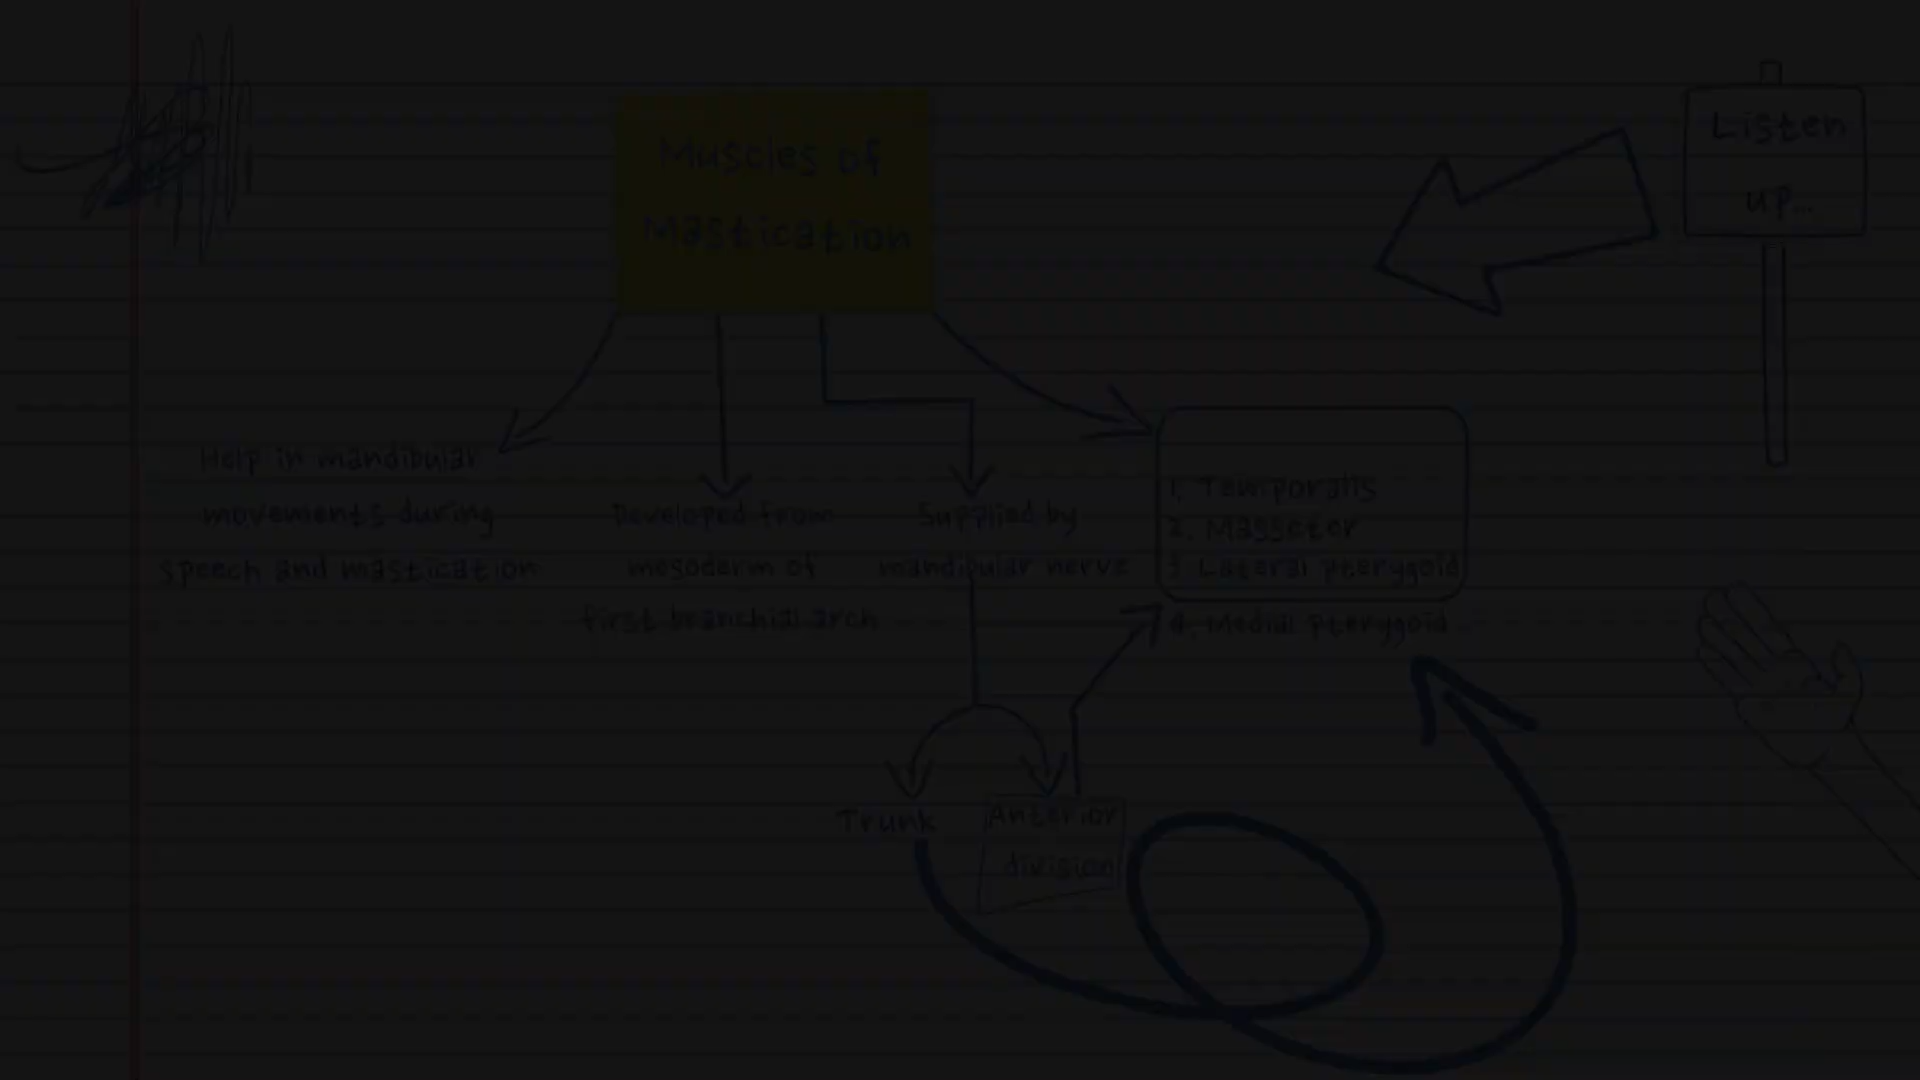 Muscles of
Mastication
Listen
up...
Help in mandibular
movements during
speech and mastication
Developed from
mesoderm of
first branchial arch
Supplied by
mandibular nerve
1. Temporalis
2. Masseter
3. Lateral pterygoid
4. Medial pterygoid
Trunk
Anterior
division